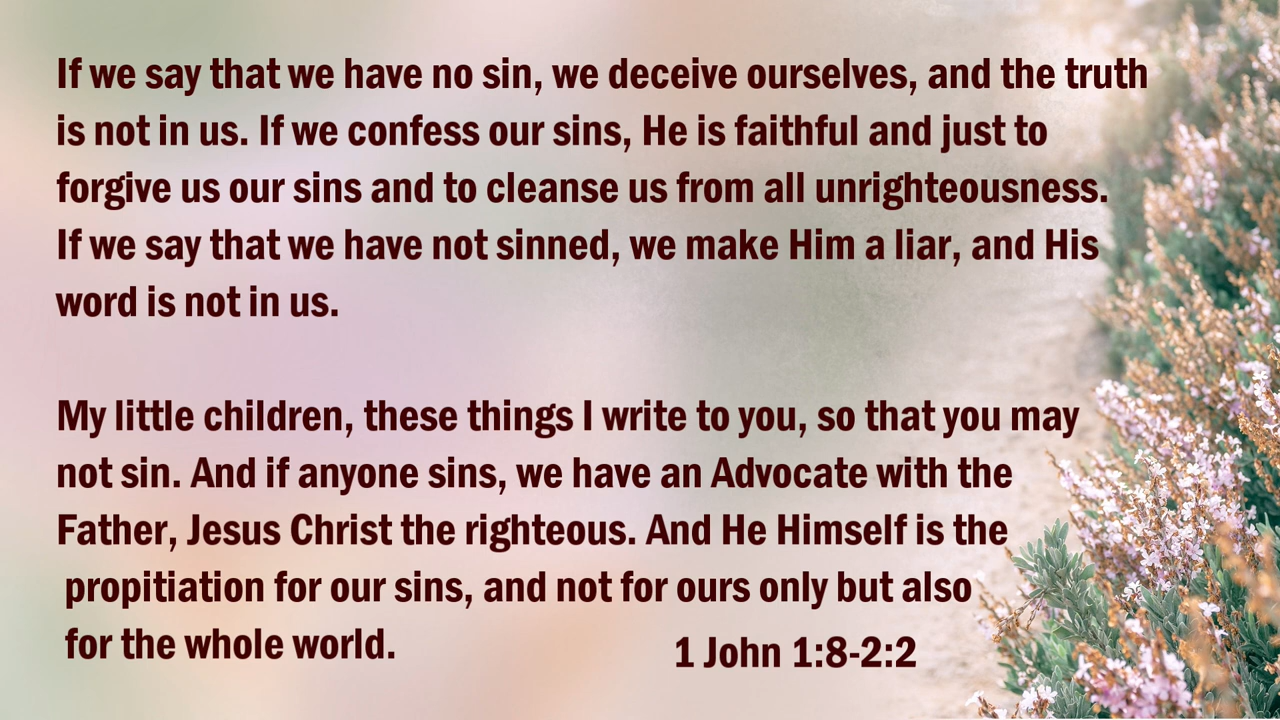 If we say that we have no sin, we deceive ourselves, and the truth
is not in us. If we confess our sins, He is faithful and just to
forgive us our sins and to cleanse us from all unrighteousness.
If we say that we have not sinned, we make Him a liar, and His
word is not in us.
My little children, these things I write to you, so that you may
not sin. And if anyone sins, we have an Advocate with the
Father, Jesus Christ the righteous. And He Himself is the
propitiation for our sins, and not for ours only but also
for the whole world.
1 John 1:8-2:2